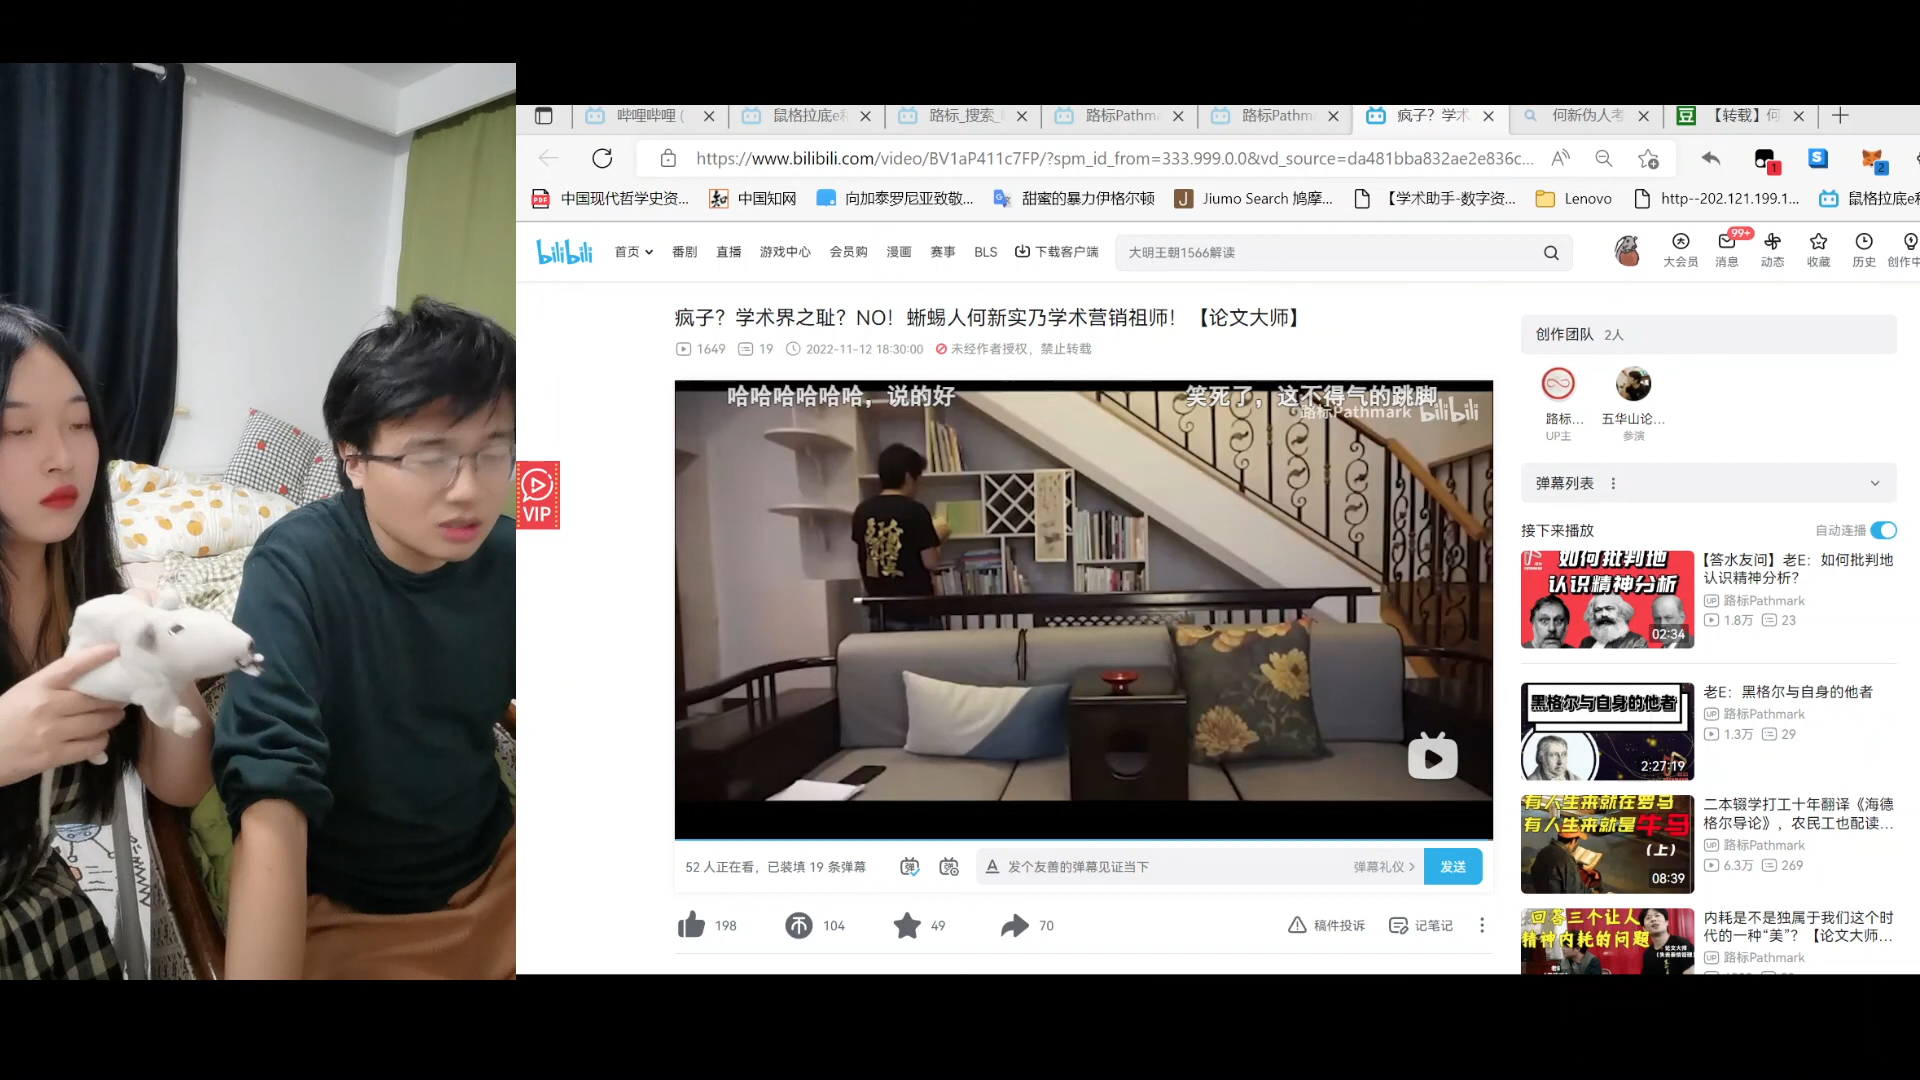 哔哩哔哩 (
鼠格拉底e和
路标_搜索_
路标Pathm
路标Pathm
疯子？学术
何新伪人考
豆
【转载】何
https://www.bilibili.com/video/BV1aP411c7FP/?spm_id_from=333.999.0.0&vd_source=da481bba832ae2e836c...
1
S
2
PDF
中国现代哲学史资...
知
中国知网
向加泰罗尼亚致敬...
甜蜜的暴力伊格尔顿
J
Jiumo Search 鸠摩...
【学术助手-数字资...
Lenovo
http--202.121.199.1...
鼠格拉底e和
bilibili
首页
番剧
直播
游戏中心
会员购
漫画
赛事
BLS
下载客户端
大明王朝1566解读
99+
大会员
消息
动态
收藏
历史
创作中
疯子？学术界之耻？NO！蜥蜴人何新实乃学术营销祖师！【论文大师】
1649
19
2022-11-12 18:30:00
未经作者授权，禁止转载
哈哈哈哈哈哈，说的好
笑死了，这不得气的跳脚
路标Pathmark bilibili
VIP
52 人正在看，已装填 19 条弹幕
发个友善的弹幕见证当下
弹幕礼仪 >
发送
198
104
49
70
稿件投诉
记笔记
创作团队 2人
路标...
UP主
五华山论...
参演
弹幕列表
接下来播放
自动连播
如何批判地
认识精神分析
02:34
【答水友问】老E：如何批判地
认识精神分析？
UP 路标Pathmark
1.8万 23
黑格尔与自身的他者
2:27:19
老E：黑格尔与自身的他者
UP 路标Pathmark
1.3万 29
有人生来就在罗马
有人生来就是牛马
(上)
08:39
二本辍学打工十年翻译《海德
格尔导论》，农民工也配读...
UP 路标Pathmark
6.3万 269
回答三个让人
精神内耗的问题
内耗是不是独属于我们这个时
代的一种“美”？【论文大师...
UP 路标Pathmark